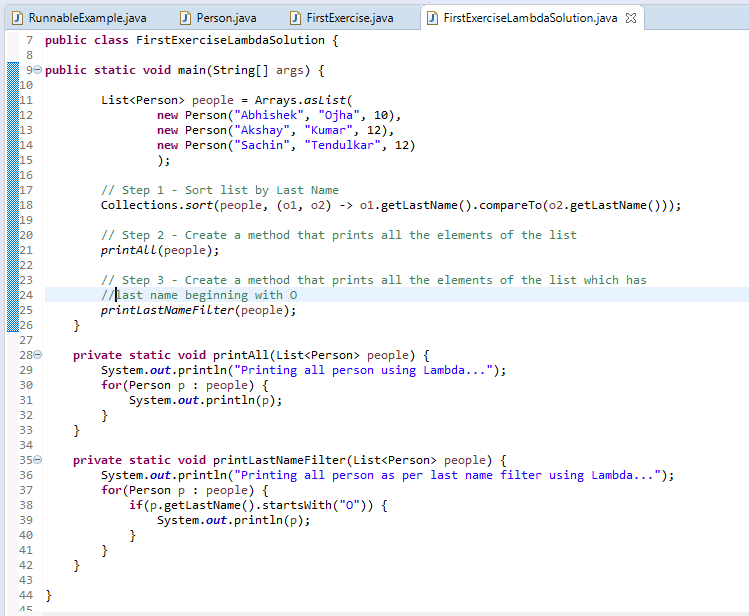 RunnableExample.java Person.java FirstExercise.java FirstExerciseLambdaSolution.java
7 public class FirstExerciseLambdaSolution {
8
9 public static void main(String[] args) {
10
11 List<Person> people = Arrays.asList(
12 new Person("Abhishek", "Ojha", 10),
13 new Person("Akshay", "Kumar", 12),
14 new Person("Sachin", "Tendulkar", 12)
15 );
16
17 // Step 1 - Sort list by Last Name
18 Collections.sort(people, (o1, o2) -> o1.getLastName().compareTo(o2.getLastName()));
19
20 // Step 2 - Create a method that prints all the elements of the list
21 printAll(people);
22
23 // Step 3 - Create a method that prints all the elements of the list which has
24 //last name beginning with O
25 printLastNameFilter(people);
26 }
27
28 private static void printAll(List<Person> people) {
29 System.out.println("Printing all person using Lambda...");
30 for(Person p : people) {
31 System.out.println(p);
32 }
33 }
34
35 private static void printLastNameFilter(List<Person> people) {
36 System.out.println("Printing all person as per last name filter using Lambda...");
37 for(Person p : people) {
38 if(p.getLastName().startsWith("O")) {
39 System.out.println(p);
40 }
41 }
42 }
43
44 }
45